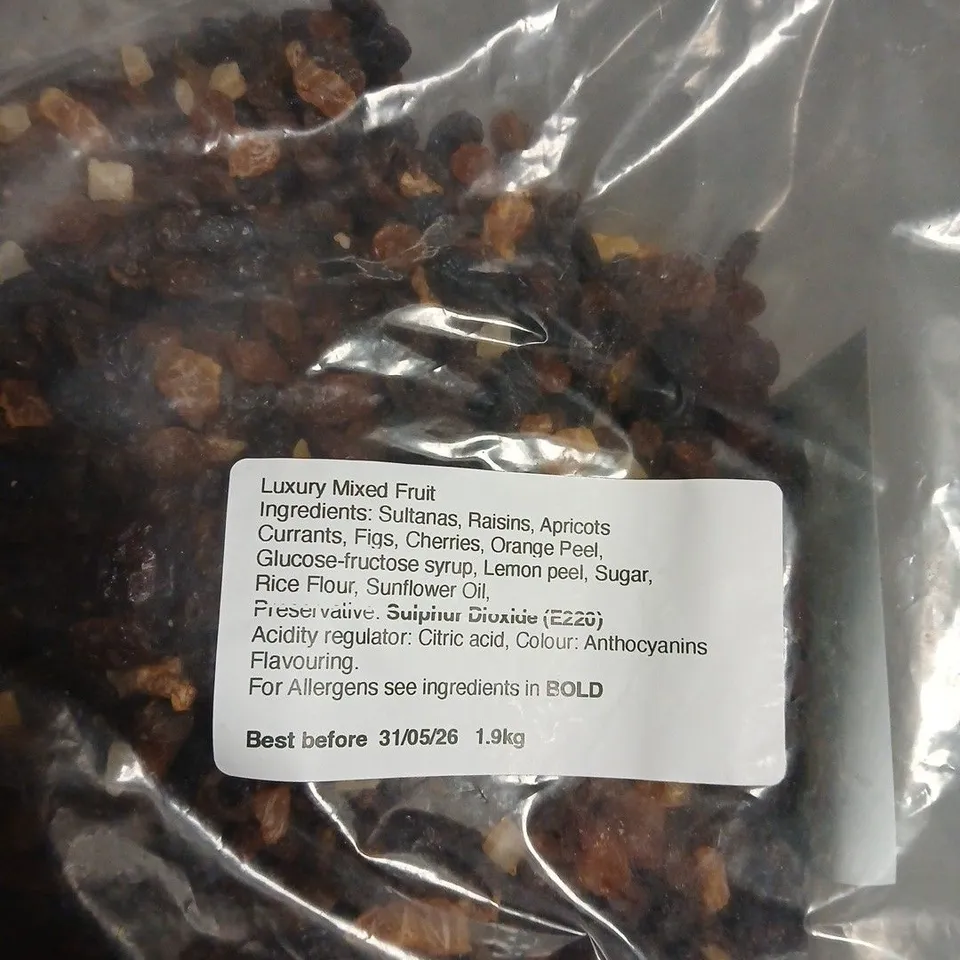 Luxury Mixed Fruit
Ingredients: Sultanas, Raisins, Apricots
Currants, Figs, Cherries, Orange Peel,
Glucose-fructose syrup, Lemon peel, Sugar,
Rice Flour, Sunflower Oil,
Preservative: Sulphur Dioxide (E220)
Acidity regulator: Citric acid, Colour: Anthocyanins
Flavouring.
For Allergens see ingredients in BOLD
Best before 31/05/26 1.9kg